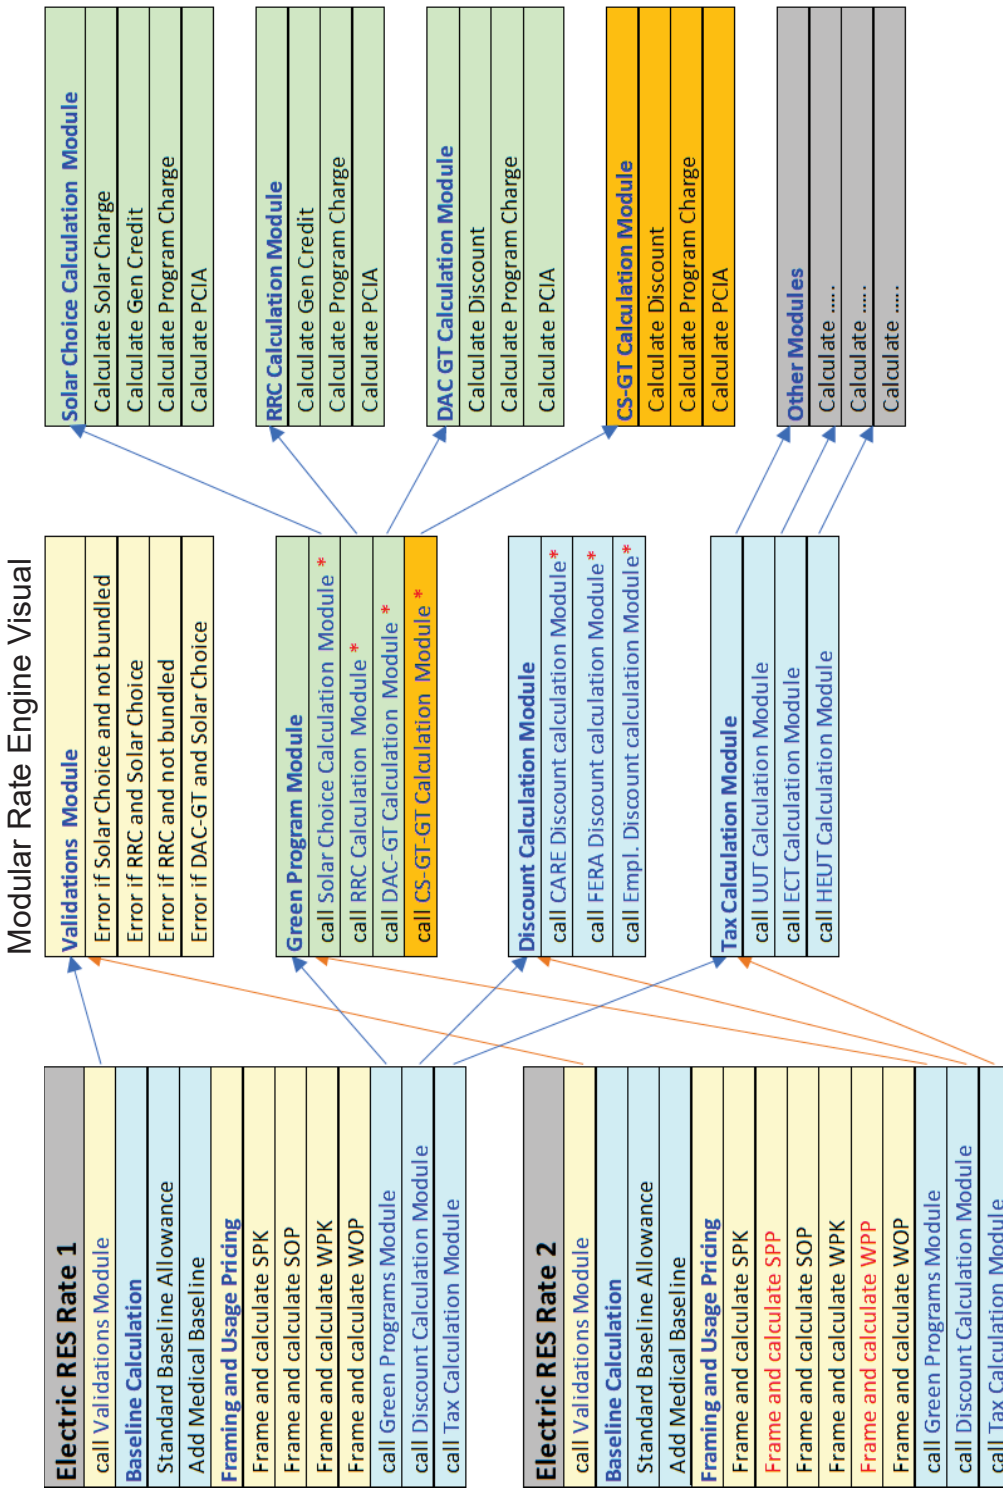 Modular Rate Engine Visual
Electric RES Rate 1
call Validations Module
Baseline Calculation
Standard Baseline Allowance
Add Medical Baseline
Framing and Usage Pricing
Frame and calculate SPK
Frame and calculate SOP
Frame and calculate WPK
Frame and calculate WOP
call Green Programs Module
call Discount Calculation Module
call Tax Calculation Module
Electric RES Rate 2
call Validations Module
Baseline Calculation
Standard Baseline Allowance
Add Medical Baseline
Framing and Usage Pricing
Frame and calculate SPK
Frame and calculate SPP
Frame and calculate SOP
Frame and calculate WPK
Frame and calculate WPP
Frame and calculate WOP
call Green Programs Module
call Discount Calculation Module
call Tax Calculation Module
Validations Module
Error if Solar Choice and not bundled
Error if RRC and Solar Choice
Error if RRC and not bundled
Error if DAC-GT and Solar Choice
Green Program Module
call Solar Choice Calculation Module *
call RRC Calculation Module *
call DAC-GT Calculation Module *
call CS-GT-GT Calculation Module *
Discount Calculation Module
call CARE Discount calculation Module*
call FERA Discount calculation Module*
call Empl. Discount calculation Module*
Tax Calculation Module
call UUT Calculation Module
call ECT Calculation Module
call HEUT Calculation Module
Solar Choice Calculation Module
Calculate Solar Charge
Calculate Gen Credit
Calculate Program Charge
Calculate PCIA
RRC Calculation Module
Calculate Gen Credit
Calculate Program Charge
Calculate PCIA
DAC GT Calculation Module
Calculate Discount
Calculate Program Charge
Calculate PCIA
CS-GT Calculation Module
Calculate Discount
Calculate Program Charge
Calculate PCIA
Other Modules
Calculate .....
Calculate .....
Calculate .....